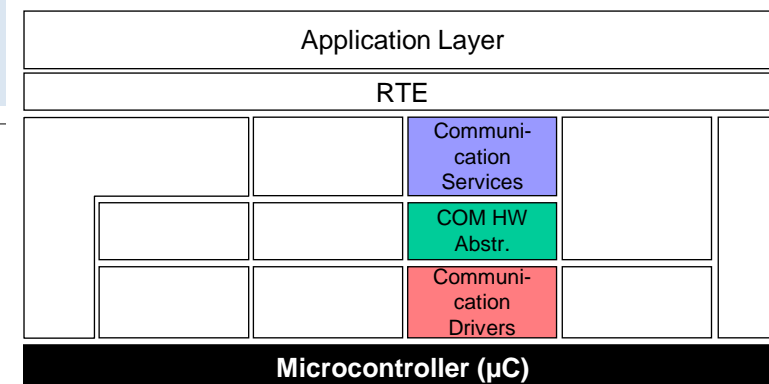 Application Layer
RTE
Communi-
cation
Services
COM HW
Abstr.
Communi-
cation
Drivers
Microcontroller (µC)